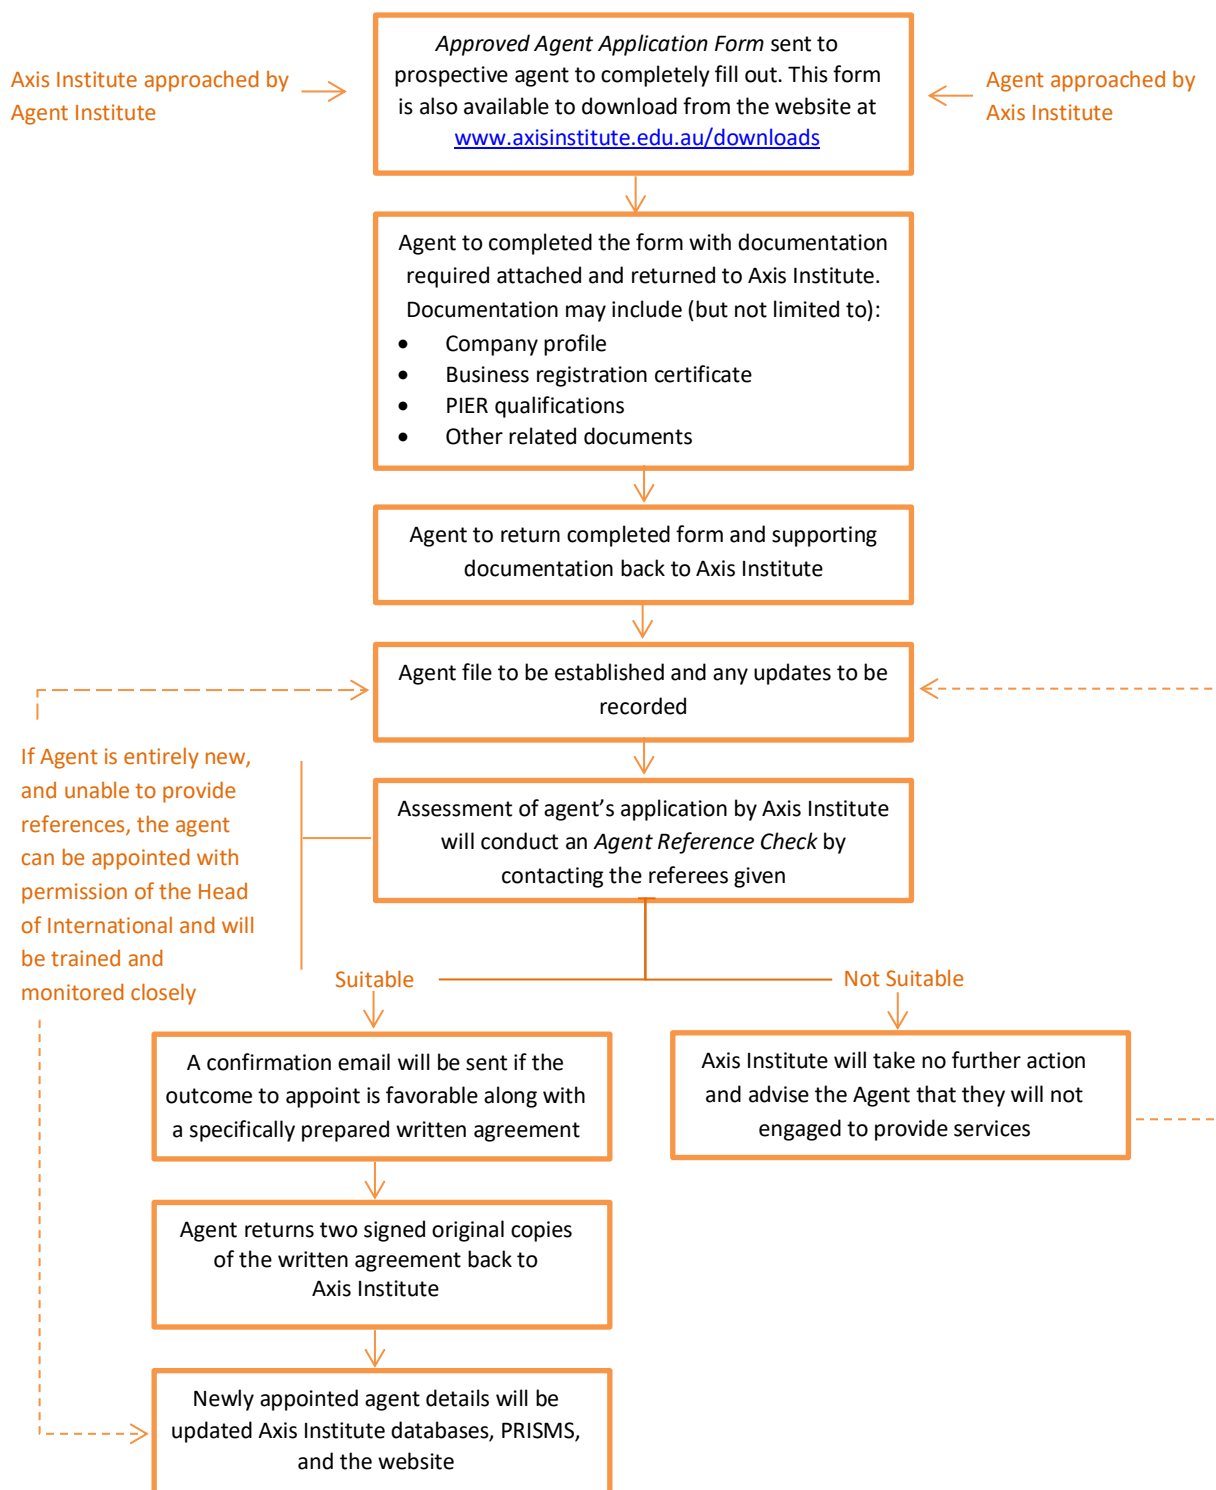 Approved Agent Application Form sent to
prospective agent to completely fill out. This form
is also available to download from the website at
www.axisinstitute.edu.au/downloads
Axis Institute approached by
Agent Institute
Agent approached by
Axis Institute
Agent to completed the form with documentation
required attached and returned to Axis Institute.
Documentation may include (but not limited to):
• Company profile
• Business registration certificate
• PIER qualifications
• Other related documents
Agent to return completed form and supporting
documentation back to Axis Institute
Agent file to be established and any updates to be
recorded
If Agent is entirely new,
and unable to provide
references, the agent
can be appointed with
permission of the Head
of International and will
be trained and
monitored closely
Assessment of agent’s application by Axis Institute
will conduct an Agent Reference Check by
contacting the referees given
Suitable
Not Suitable
A confirmation email will be sent if the
outcome to appoint is favorable along with
a specifically prepared written agreement
Axis Institute will take no further action
and advise the Agent that they will not
engaged to provide services
Agent returns two signed original copies
of the written agreement back to
Axis Institute
Newly appointed agent details will be
updated Axis Institute databases, PRISMS,
and the website